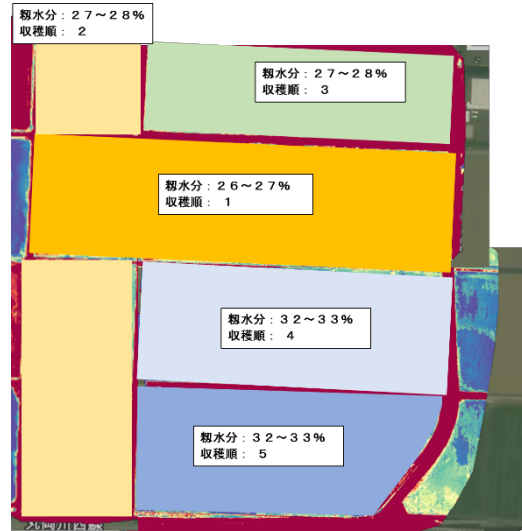 籾水分：２７～２８％
収穫順： ２
籾水分：２７～２８％
収穫順： ３
籾水分：２６～２７％
収穫順： １
籾水分：３２～３３％
収穫順： ４
籾水分：３２～３３％
収穫順： ５